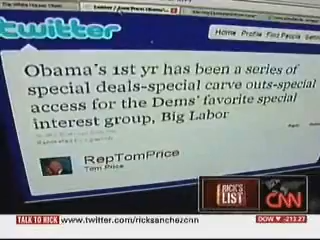 twitter
Home Profile Find People
Obama's 1st yr has been a series of
special deals-special carve outs-special
access for the Dems' favorite special
interest group, Big Labor
RepTomPrice
Tom Price
RICK'S
LIST
CNN
TALK TO RICK www.twitter.com/ricksanchezcnn
DOW ▼ -213.27